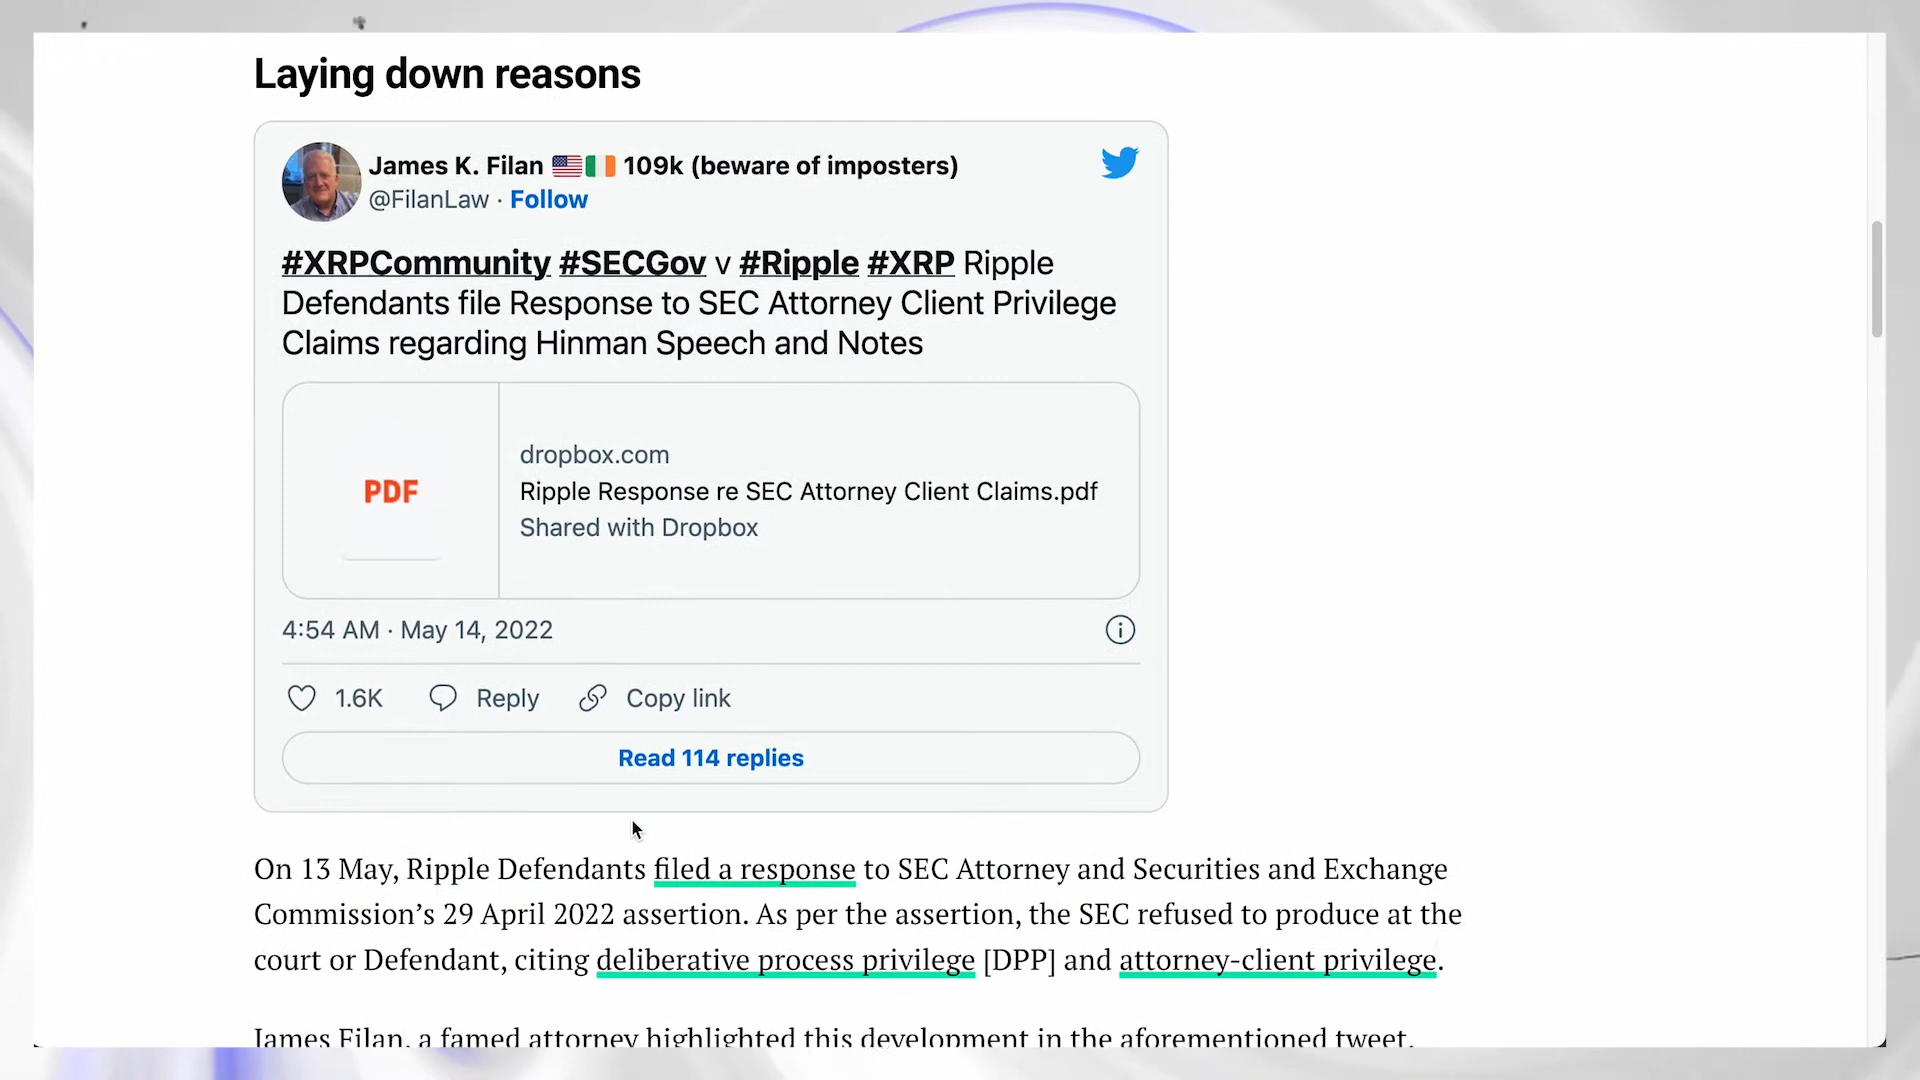 Laying down reasons
James K. Filan 🇺🇸🇮🇪 109k (beware of imposters)
@FilanLaw · Follow
#XRPCommunity #SECGov v #Ripple #XRP Ripple
Defendants file Response to SEC Attorney Client Privilege
Claims regarding Hinman Speech and Notes
PDF
dropbox.com
Ripple Response re SEC Attorney Client Claims.pdf
Shared with Dropbox
4:54 AM · May 14, 2022
1.6K Reply Copy link
Read 114 replies
On 13 May, Ripple Defendants filed a response to SEC Attorney and Securities and Exchange
Commission’s 29 April 2022 assertion. As per the assertion, the SEC refused to produce at the
court or Defendant, citing deliberative process privilege [DPP] and attorney-client privilege.
James Filan, a famed attorney highlighted this development in the aforementioned tweet.